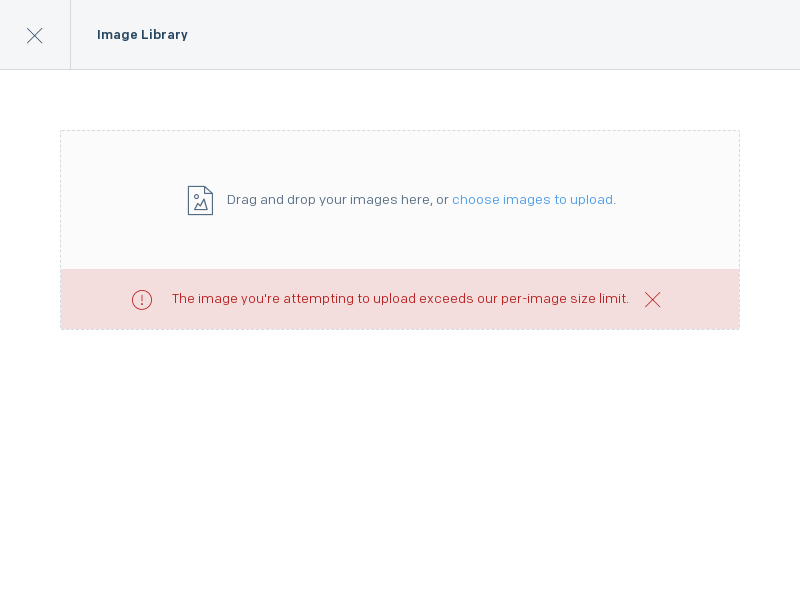 Image Library
Drag and drop your images here, or choose images to upload.
The image you're attempting to upload exceeds our per-image size limit.